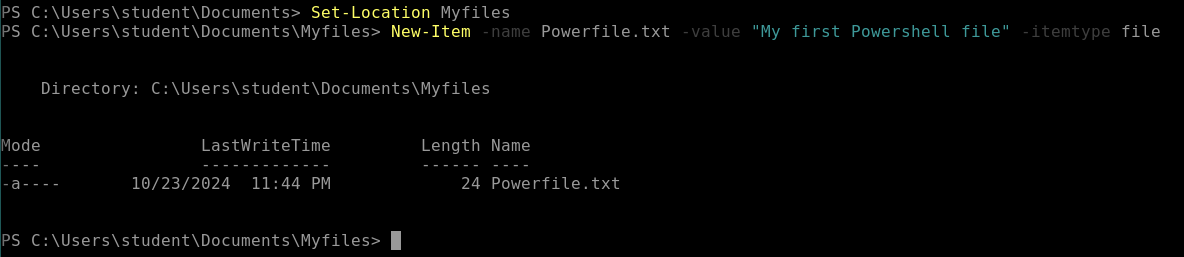 PS C:\Users\student\Documents> Set-Location Myfiles
PS C:\Users\student\Documents\Myfiles> New-Item -name Powerfile.txt -value "My first Powershell file" -itemtype file
    Directory: C:\Users\student\Documents\Myfiles
Mode                LastWriteTime         Length Name
----                -------------         ------ ----
-a----       10/23/2024  11:44 PM             24 Powerfile.txt
PS C:\Users\student\Documents\Myfiles>